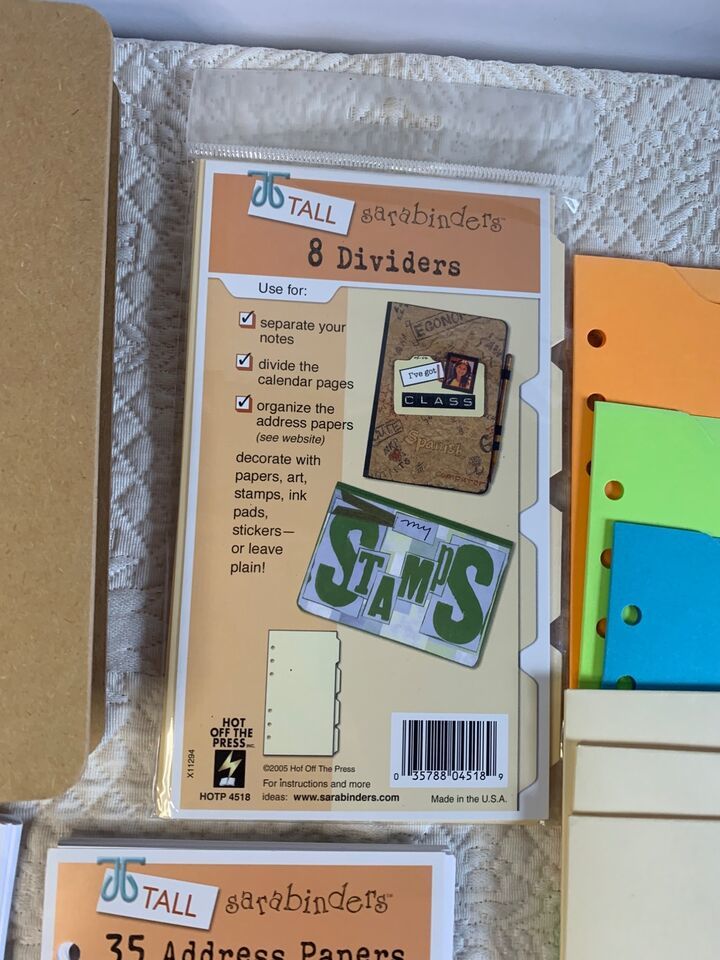 TALL sarabinders™
8 Dividers
Use for:
separate your
notes
divide the
calendar pages
organize the
address papers
(see website)
decorate with
papers, art,
stamps, ink
pads,
stickers—
or leave
plain!
I've got
CLASS
Spanish
my
STAMPS
X11294
HOT
OFF THE
PRESS INC.
HOTP 4518
©2005 Hof Off The Press
For instructions and more
ideas: www.sarabinders.com
0 35788 04518 9
Made in the U.S.A.
TALL sarabinders™
35 Address Papers